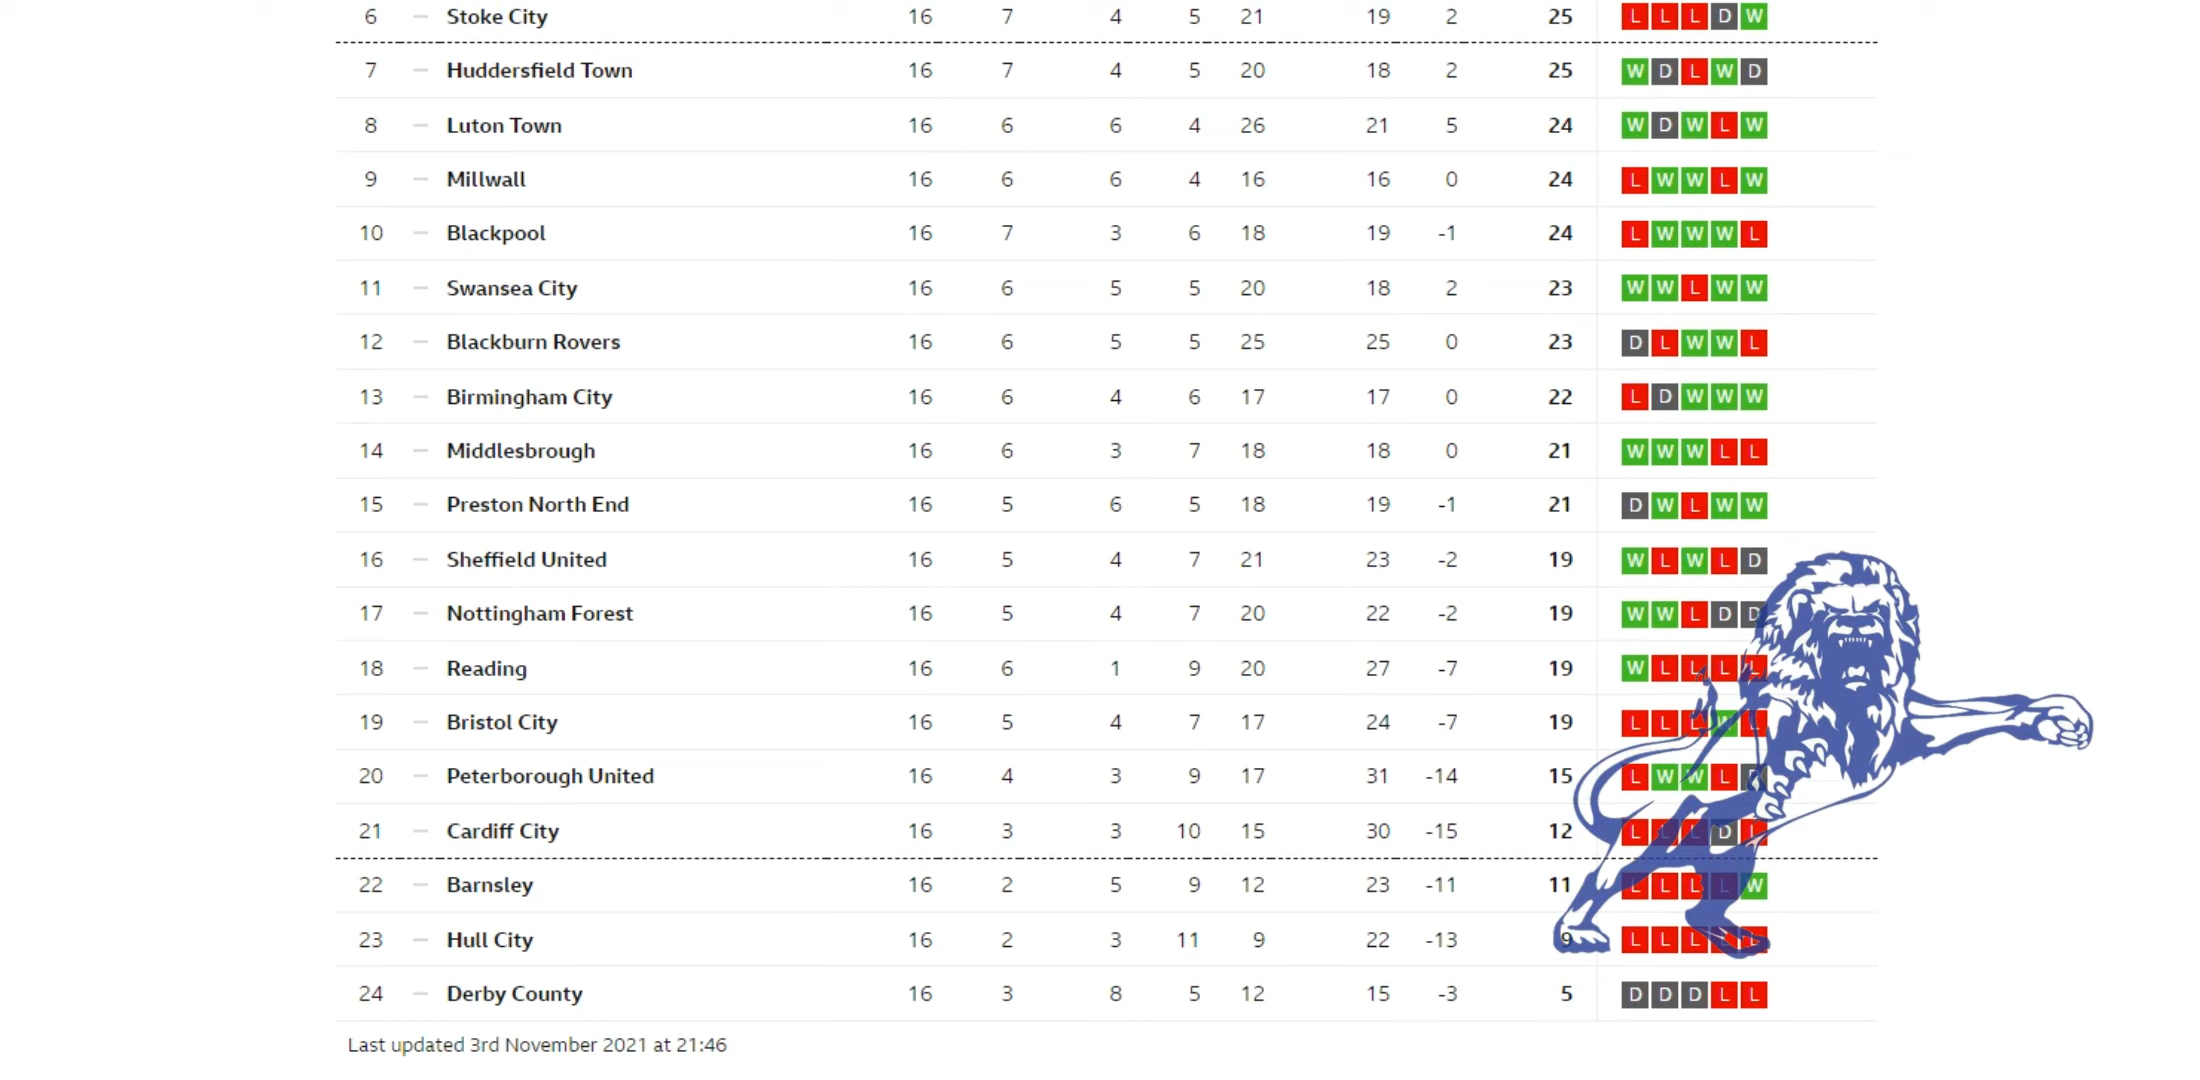 6 — Stoke City 16 7 4 5 21 19 2 25 L L L D W
7 — Huddersfield Town 16 7 4 5 20 18 2 25 W D L W D
8 — Luton Town 16 6 6 4 26 21 5 24 W D W L W
9 — Millwall 16 6 6 4 16 16 0 24 L W W L W
10 — Blackpool 16 7 3 6 18 19 -1 24 L W W W L
11 — Swansea City 16 6 5 5 20 18 2 23 W W L W W
12 — Blackburn Rovers 16 6 5 5 25 25 0 23 D L W W L
13 — Birmingham City 16 6 4 6 17 17 0 22 L D W W W
14 — Middlesbrough 16 6 3 7 18 18 0 21 W W W L L
15 — Preston North End 16 5 6 5 18 19 -1 21 D W L W W
16 — Sheffield United 16 5 4 7 21 23 -2 19 W L W L D
17 — Nottingham Forest 16 5 4 7 20 22 -2 19 W W L D D
18 — Reading 16 6 1 9 20 27 -7 19 W L L L L
19 — Bristol City 16 5 4 7 17 24 -7 19 L L L W L
20 — Peterborough United 16 4 3 9 17 31 -14 15 L W W L D
21 — Cardiff City 16 3 3 10 15 30 -15 12 L L L D L
22 — Barnsley 16 2 5 9 12 23 -11 11 L L L L W
23 — Hull City 16 2 3 11 9 22 -13 9 L L L L L
24 — Derby County 16 3 8 5 12 15 -3 5 D D D L L
Last updated 3rd November 2021 at 21:46